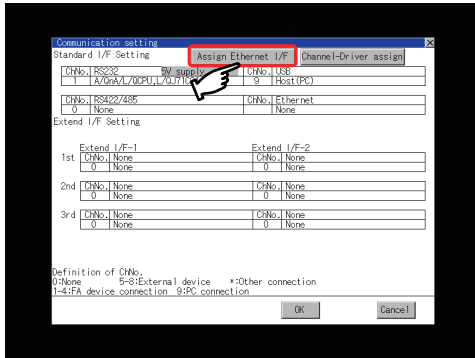 Communication setting
Standard I/F Setting
Assign Ethernet I/F
Channel-Driver assign
ChNo. RS232 5V supply
1 A/QnA/L/QCPU,L/QJ71C
ChNo. USB
9 Host(PC)
ChNo. RS422/485
0 None
ChNo. Ethernet
None
Extend I/F Setting
Extend I/F-1 Extend I/F-2
1st ChNo. None ChNo. None
0 None 0 None
2nd ChNo. None ChNo. None
0 None 0 None
3rd ChNo. None ChNo. None
0 None 0 None
Definition of ChNo.
0:None 5-8:External device *:Other connection
1-4:FA device connection 9:PC connection
OK Cancel